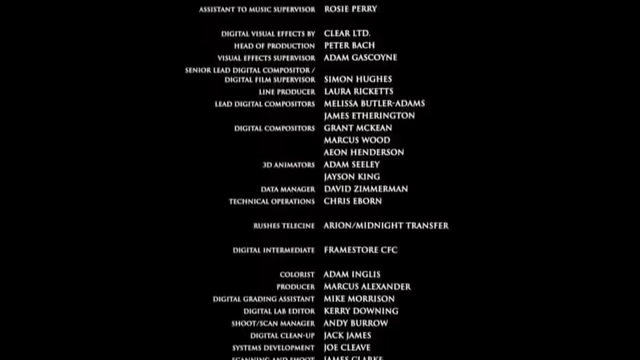 ASSISTANT TO MUSIC SUPERVISOR ROSIE PERRY
DIGITAL VISUAL EFFECTS BY CLEAR LTD.
HEAD OF PRODUCTION PETER BACH
VISUAL EFFECTS SUPERVISOR ADAM GASCOYNE
SENIOR LEAD DIGITAL COMPOSITOR /
DIGITAL FILM SUPERVISOR SIMON HUGHES
LINE PRODUCER LAURA RICKETTS
LEAD DIGITAL COMPOSITORS MELISSA BUTLER-ADAMS
JAMES ETHERINGTON
DIGITAL COMPOSITORS GRANT MCKEAN
MARCUS WOOD
AEON HENDERSON
3D ANIMATORS ADAM SEELEY
JAYSON KING
DATA MANAGER DAVID ZIMMERMAN
TECHNICAL OPERATIONS CHRIS EBORN
RUSHES TELECINE ARION/MIDNIGHT TRANSFER
DIGITAL INTERMEDIATE FRAMESTORE CFC
COLORIST ADAM INGLIS
PRODUCER MARCUS ALEXANDER
DIGITAL GRADING ASSISTANT MIKE MORRISON
DIGITAL LAB EDITOR KERRY DOWNING
SHOOT/SCAN MANAGER ANDY BURROW
DIGITAL CLEAN-UP JACK JAMES
SYSTEMS DEVELOPMENT JOE CLEAVE
SCANNING AND SHOOT JAMES CLARKE